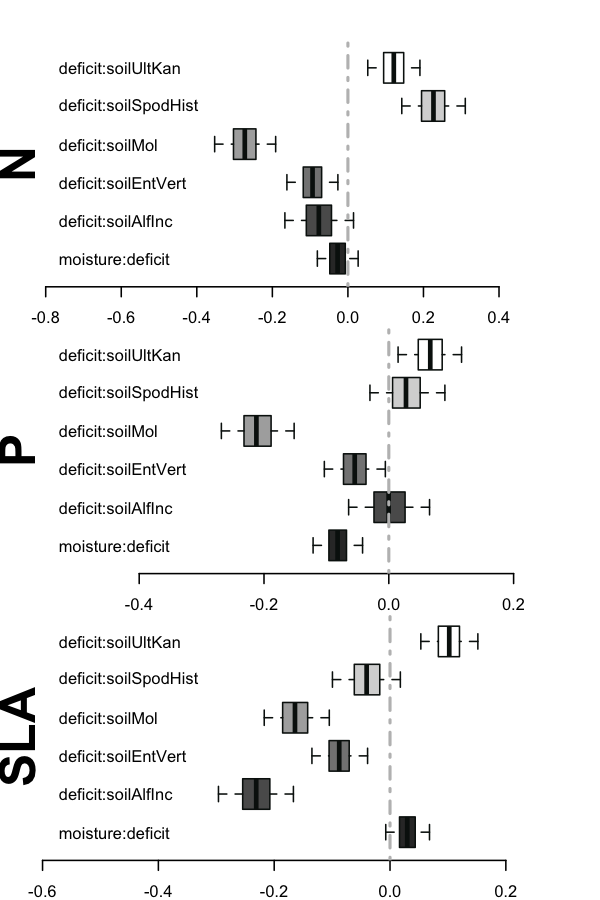 N
deficit:soilUltKan
deficit:soilSpodHist
deficit:soilMol
deficit:soilEntVert
deficit:soilAlfInc
moisture:deficit
-0.8 -0.6 -0.4 -0.2 0.0 0.2 0.4
P
deficit:soilUltKan
deficit:soilSpodHist
deficit:soilMol
deficit:soilEntVert
deficit:soilAlfInc
moisture:deficit
-0.4 -0.2 0.0 0.2
SLA
deficit:soilUltKan
deficit:soilSpodHist
deficit:soilMol
deficit:soilEntVert
deficit:soilAlfInc
moisture:deficit
-0.6 -0.4 -0.2 0.0 0.2